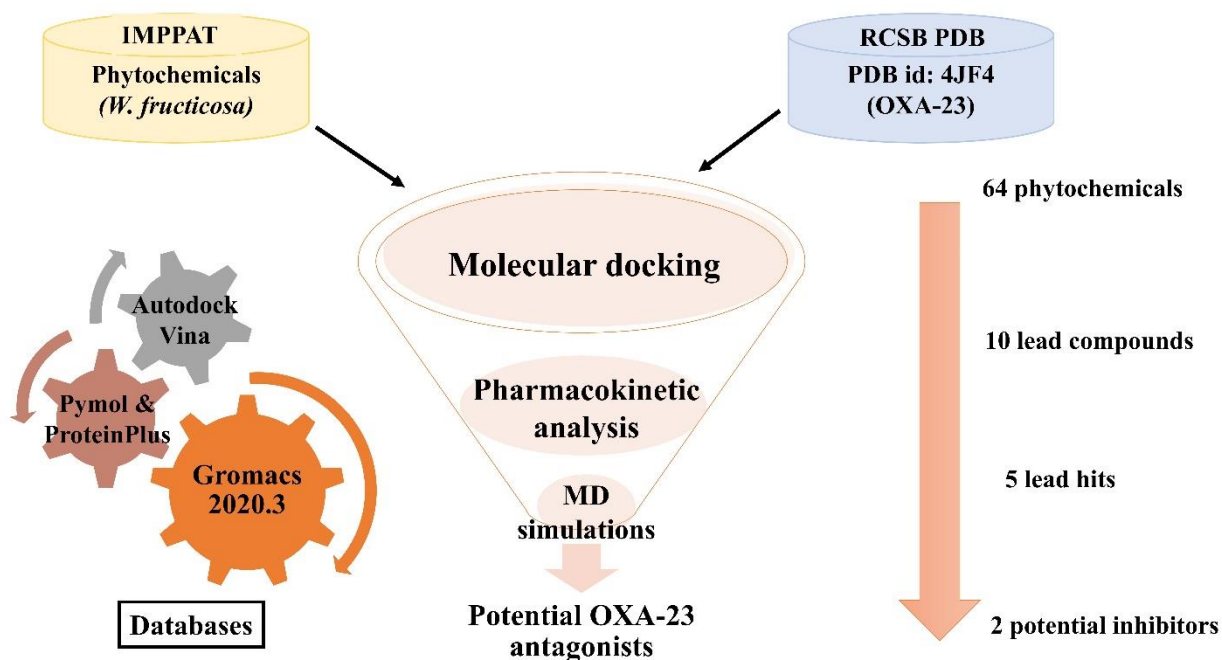 IMPPAT
Phytochemicals
(W. fructicosa)
RCSB PDB
PDB id: 4JF4
(OXA-23)
Molecular docking
Pharmacokinetic
analysis
MD
simulations
Potential OXA-23
antagonists
Autodock
Vina
Pymol &
ProteinPlus
Gromacs
2020.3
Databases
64 phytochemicals
10 lead compounds
5 lead hits
2 potential inhibitors